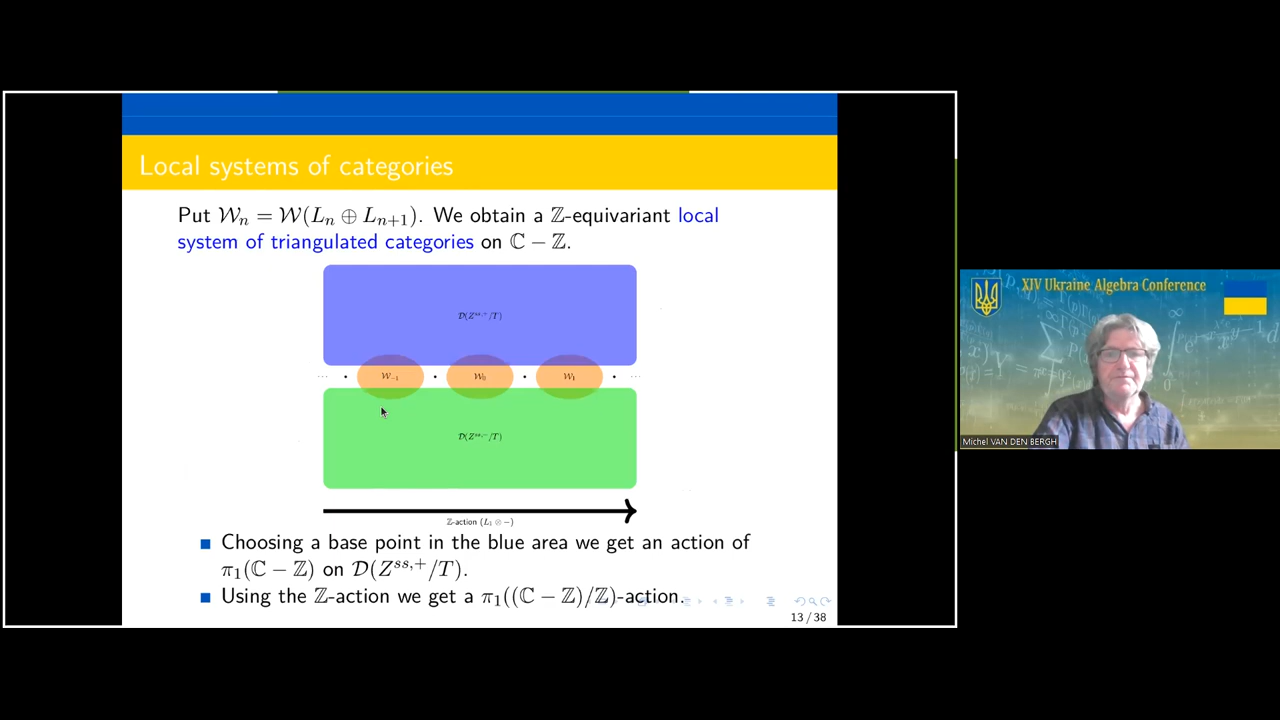 Local systems of categories
Put 𝒲ₙ = 𝒲(Lₙ ⊕ Lₙ₊₁). We obtain a ℤ-equivariant local
system of triangulated categories on ℂ − ℤ.
𝒟(Z^{ss,+}/T)
··· • 𝒲₋₁ • 𝒲₀ • 𝒲₁ • ···
𝒟(Z^{ss,−}/T)
ℤ-action (L₁ ⊗ −)
Choosing a base point in the blue area we get an action of
π₁(ℂ − ℤ) on 𝒟(Z^{ss,+}/T).
Using the ℤ-action we get a π₁((ℂ − ℤ)/ℤ)-action.
13 / 38
XIV Ukraine Algebra Conference
Michel VAN DEN BERGH